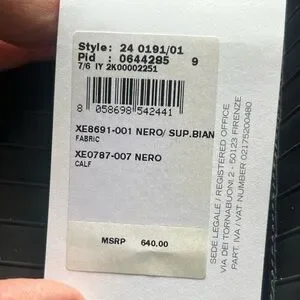 Style: 24 0191/01
Pid : 0644285 9
7/6 IY 2K00002251
8 058698 542441
XE8691-001 NERO/ SUP.BIAN
FABRIC
XE0787-007 NERO
CALF
MSRP 640.00
SEDE LEGALE / REGISTERED OFFICE
VIA DEI TORNABUONI 2 - 50123 FIRENZE
PART. IVA / VAT NUMBER 02175200480